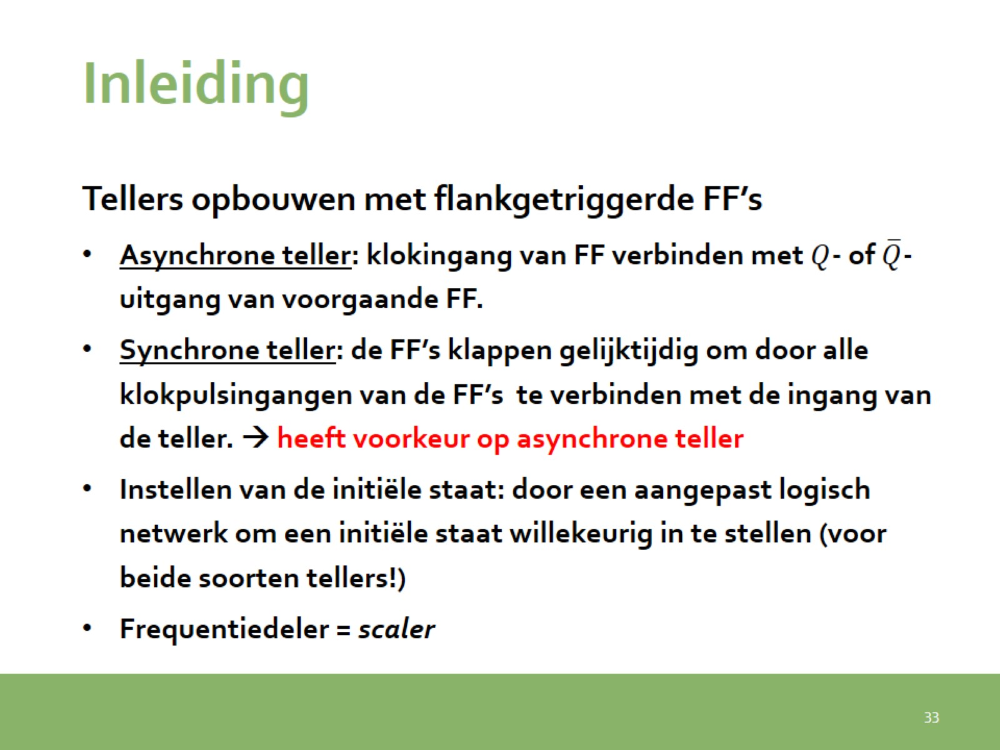 Inleiding
Tellers opbouwen met flankgetriggerde FF’s
• Asynchrone teller: klokingang van FF verbinden met Q- of Q̅-
uitgang van voorgaande FF.
• Synchrone teller: de FF’s klappen gelijktijdig om door alle
klokpulsingangen van de FF’s te verbinden met de ingang van
de teller. → heeft voorkeur op asynchrone teller
• Instellen van de initiële staat: door een aangepast logisch
netwerk om een initiële staat willekeurig in te stellen (voor
beide soorten tellers!)
• Frequentiedeler = scaler
33